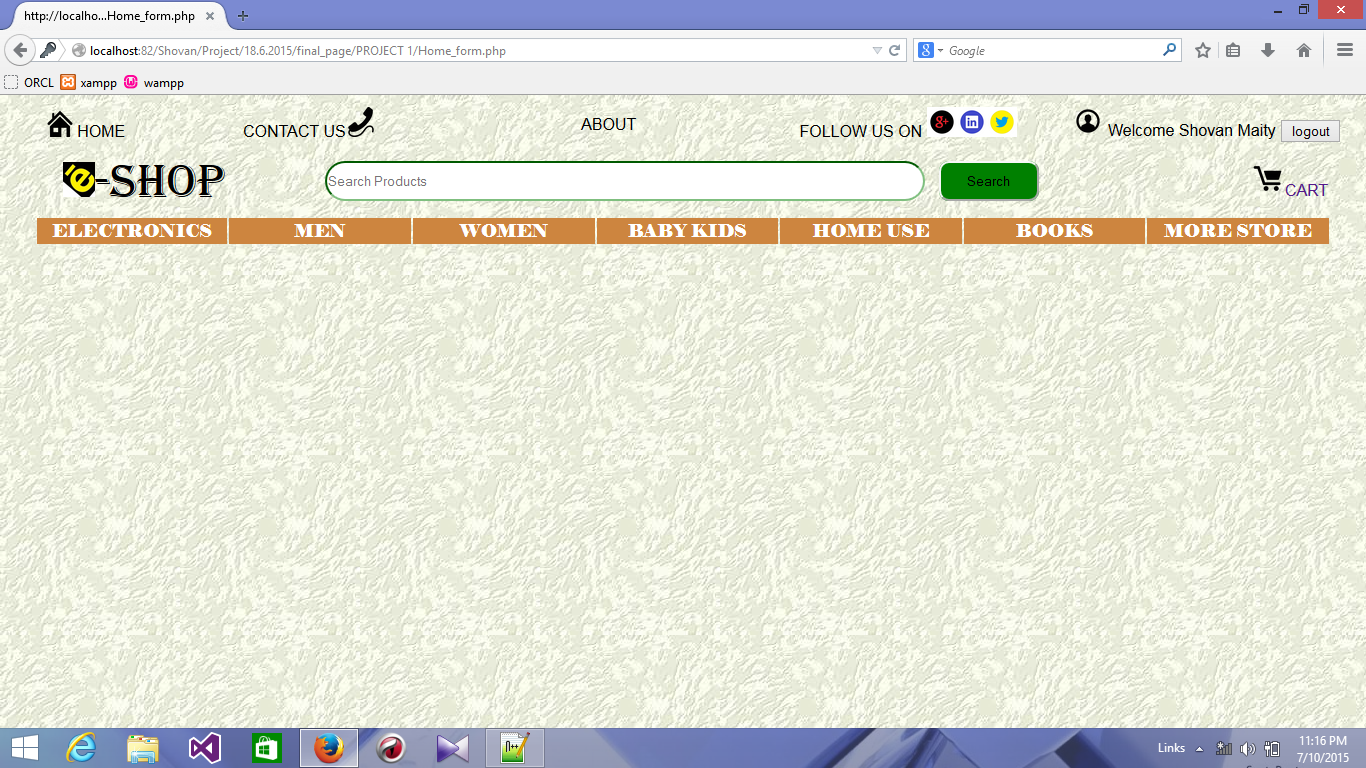 http://localho...Home_form.php
localhost:82/Shovan/Project/18.6.2015/final_page/PROJECT 1/Home_form.php
Google
ORCL xampp wampp
HOME CONTACT US ABOUT FOLLOW US ON Welcome Shovan Maity logout
e-SHOP Search Products Search CART
ELECTRONICS MEN WOMEN BABY KIDS HOME USE BOOKS MORE STORE
Links 11:16 PM
7/10/2015